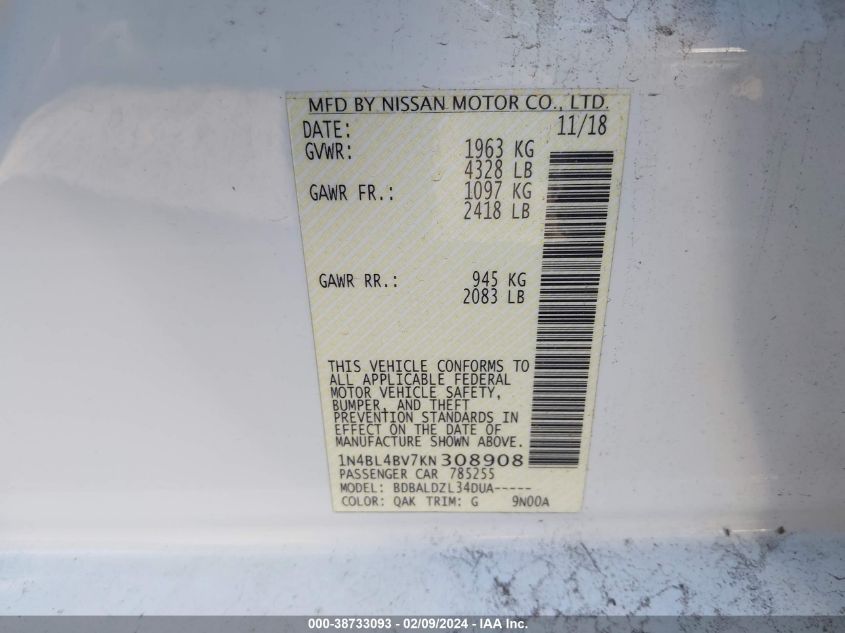 MFD BY NISSAN MOTOR CO., LTD.
DATE: 11/18
GVWR: 1963 KG
4328 LB
GAWR FR.: 1097 KG
2418 LB
GAWR RR.: 945 KG
2083 LB
THIS VEHICLE CONFORMS TO
ALL APPLICABLE FEDERAL
MOTOR VEHICLE SAFETY,
BUMPER, AND THEFT
PREVENTION STANDARDS IN
EFFECT ON THE DATE OF
MANUFACTURE SHOWN ABOVE.
1N4BL4BV7KN308908
PASSENGER CAR 785255
MODEL: BDBALDZL34DUA-----
COLOR: QAK TRIM: G 9N00A
000-38733093 - 02/09/2024 - IAA Inc.